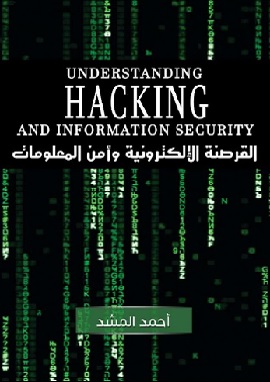 UNDERSTANDING
HACKING
AND INFORMATION SECURITY
القرصنة الإلكترونية وأمن المعلومات
أحمد المشد